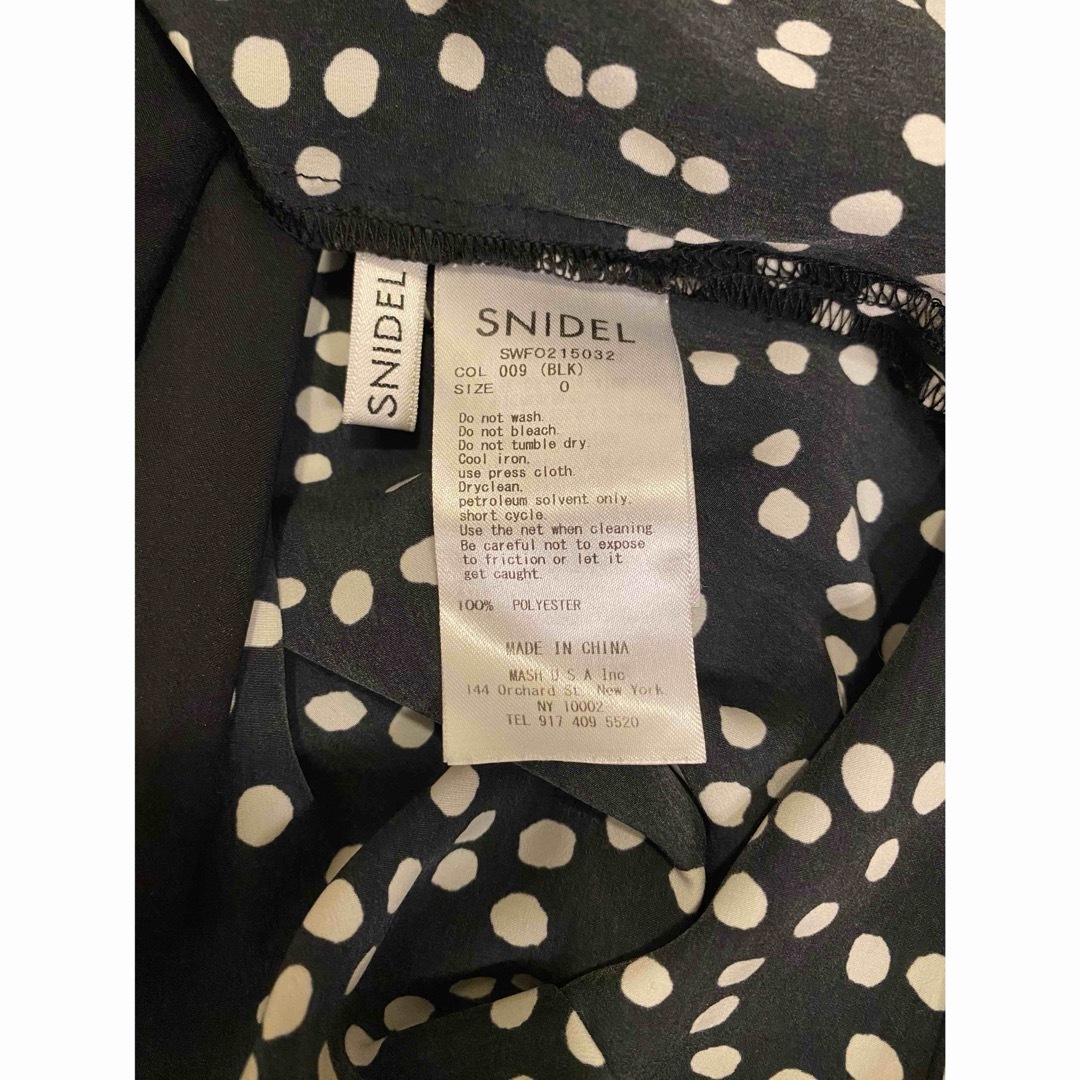 SNIDEL
SNIDEL
SWFO215032
COL 009 (BLK)
SIZE 0
Do not wash.
Do not bleach.
Do not tumble dry.
Cool iron.
use press cloth.
Dryclean.
petroleum solvent only.
short cycle.
Use the net when cleaning
Be careful not to expose
to friction or let it
get caught.
100% POLYESTER
MADE IN CHINA
MASH U S A Inc
144 Orchard St. New York
NY 10002
TEL 917 409 5520